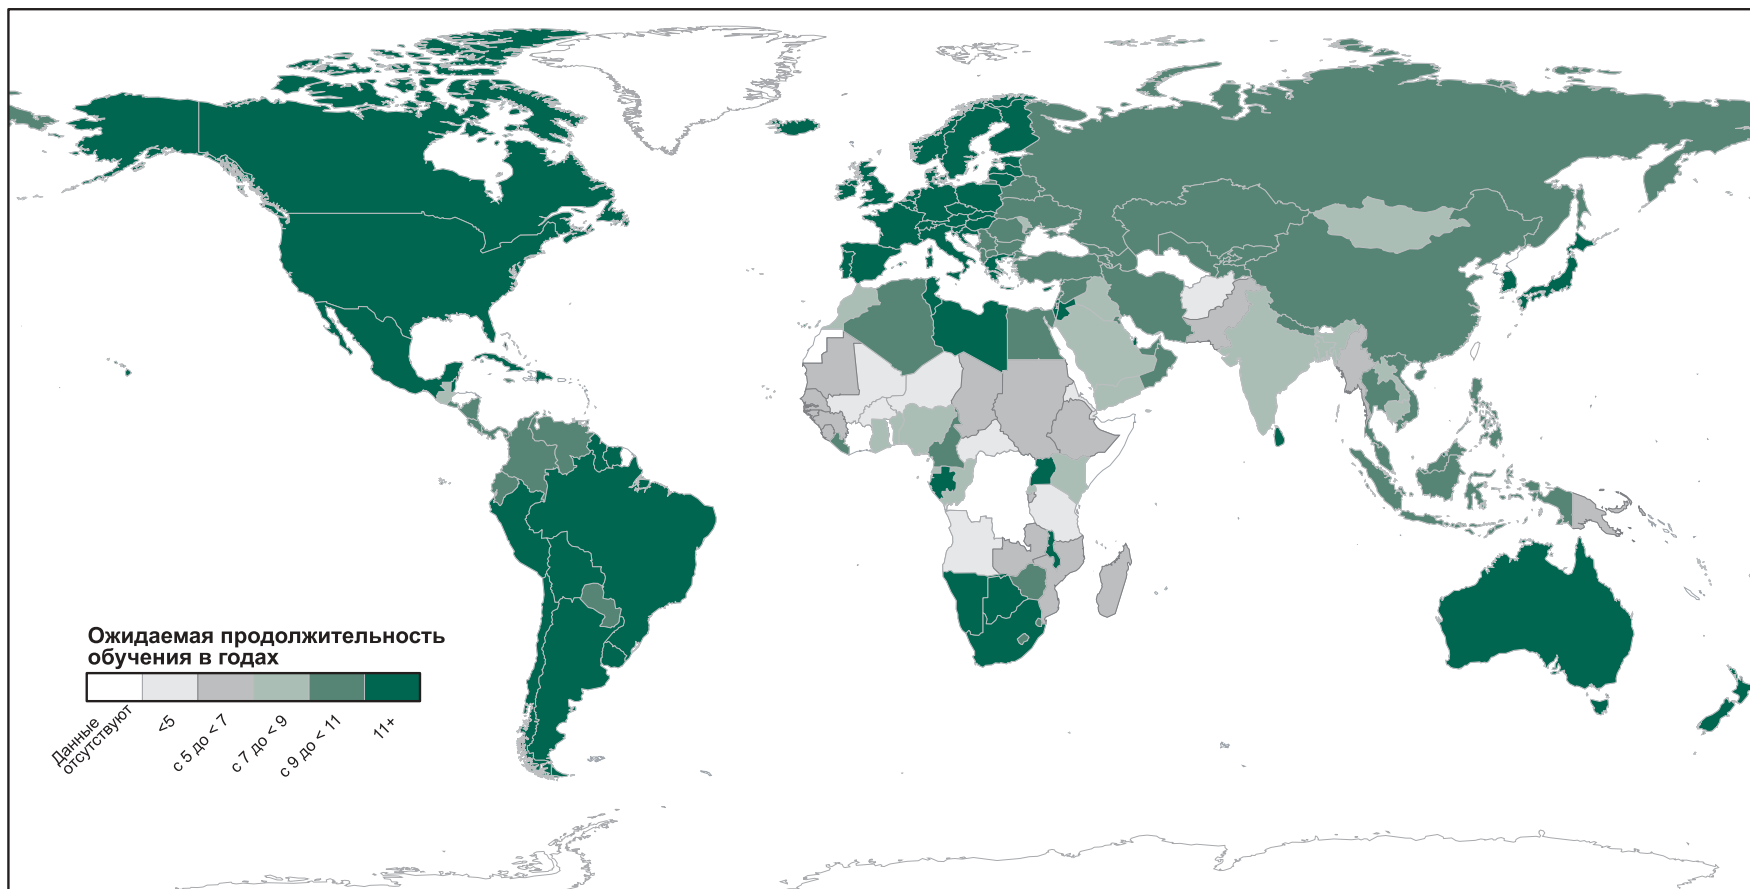 Ожидаемая продолжительность
обучения в годах
Данные
отсутствуют
<5
с 5 до < 7
с 7 до < 9
с 9 до < 11
11+